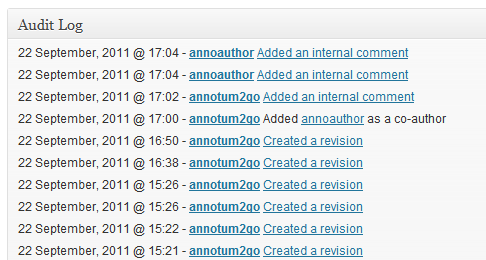 Audit Log
22 September, 2011 @ 17:04 - annoauthor Added an internal comment
22 September, 2011 @ 17:04 - annoauthor Added an internal comment
22 September, 2011 @ 17:02 - annotum2go Added an internal comment
22 September, 2011 @ 17:00 - annotum2go Added annoauthor as a co-author
22 September, 2011 @ 16:50 - annotum2go Created a revision
22 September, 2011 @ 16:38 - annotum2go Created a revision
22 September, 2011 @ 15:26 - annotum2go Created a revision
22 September, 2011 @ 15:26 - annotum2go Created a revision
22 September, 2011 @ 15:22 - annotum2go Created a revision
22 September, 2011 @ 15:21 - annotum2go Created a revision